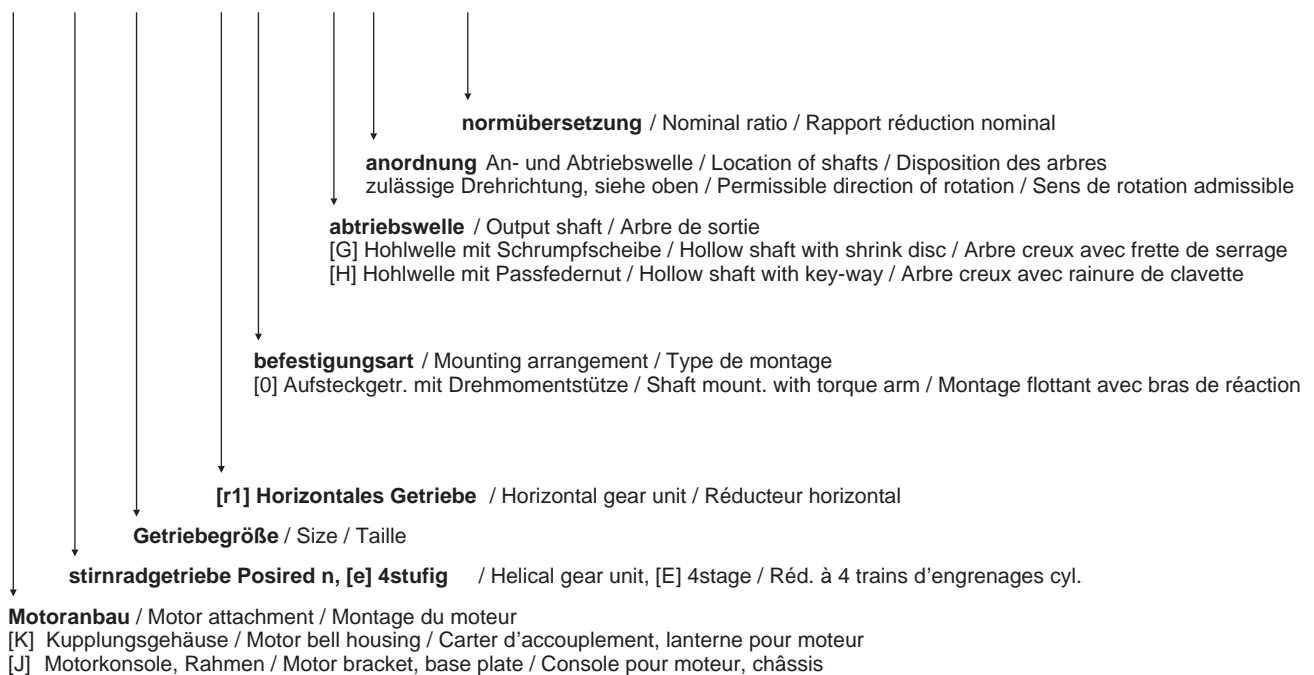 normübersetzung / Nominal ratio / Rapport réduction nominal
anordnung An- und Abtriebswelle / Location of shafts / Disposition des arbres
zulässige Drehrichtung, siehe oben / Permissible direction of rotation / Sens de rotation admissible
abtriebswelle / Output shaft / Arbre de sortie
[G] Hohlwelle mit Schrumpfscheibe / Hollow shaft with shrink disc / Arbre creux avec frette de serrage
[H] Hohlwelle mit Passfedernut / Hollow shaft with key-way / Arbre creux avec rainure de clavette
befestigungsart / Mounting arrangement / Type de montage
[0] Aufsteckgetr. mit Drehmomentstütze / Shaft mount. with torque arm / Montage flottant avec bras de réaction
[r1] Horizontales Getriebe / Horizontal gear unit / Réducteur horizontal
Getriebegröße / Size / Taille
stirnradgetriebe Posired n, [e] 4stufig / Helical gear unit, [E] 4stage / Réd. à 4 trains d'engrenages cyl.
Motoranbau / Motor attachment / Montage du moteur
[K] Kupplungsgehäuse / Motor bell housing / Carter d'accouplement, lanterne pour moteur
[J] Motorkonsole, Rahmen / Motor bracket, base plate / Console pour moteur, châssis